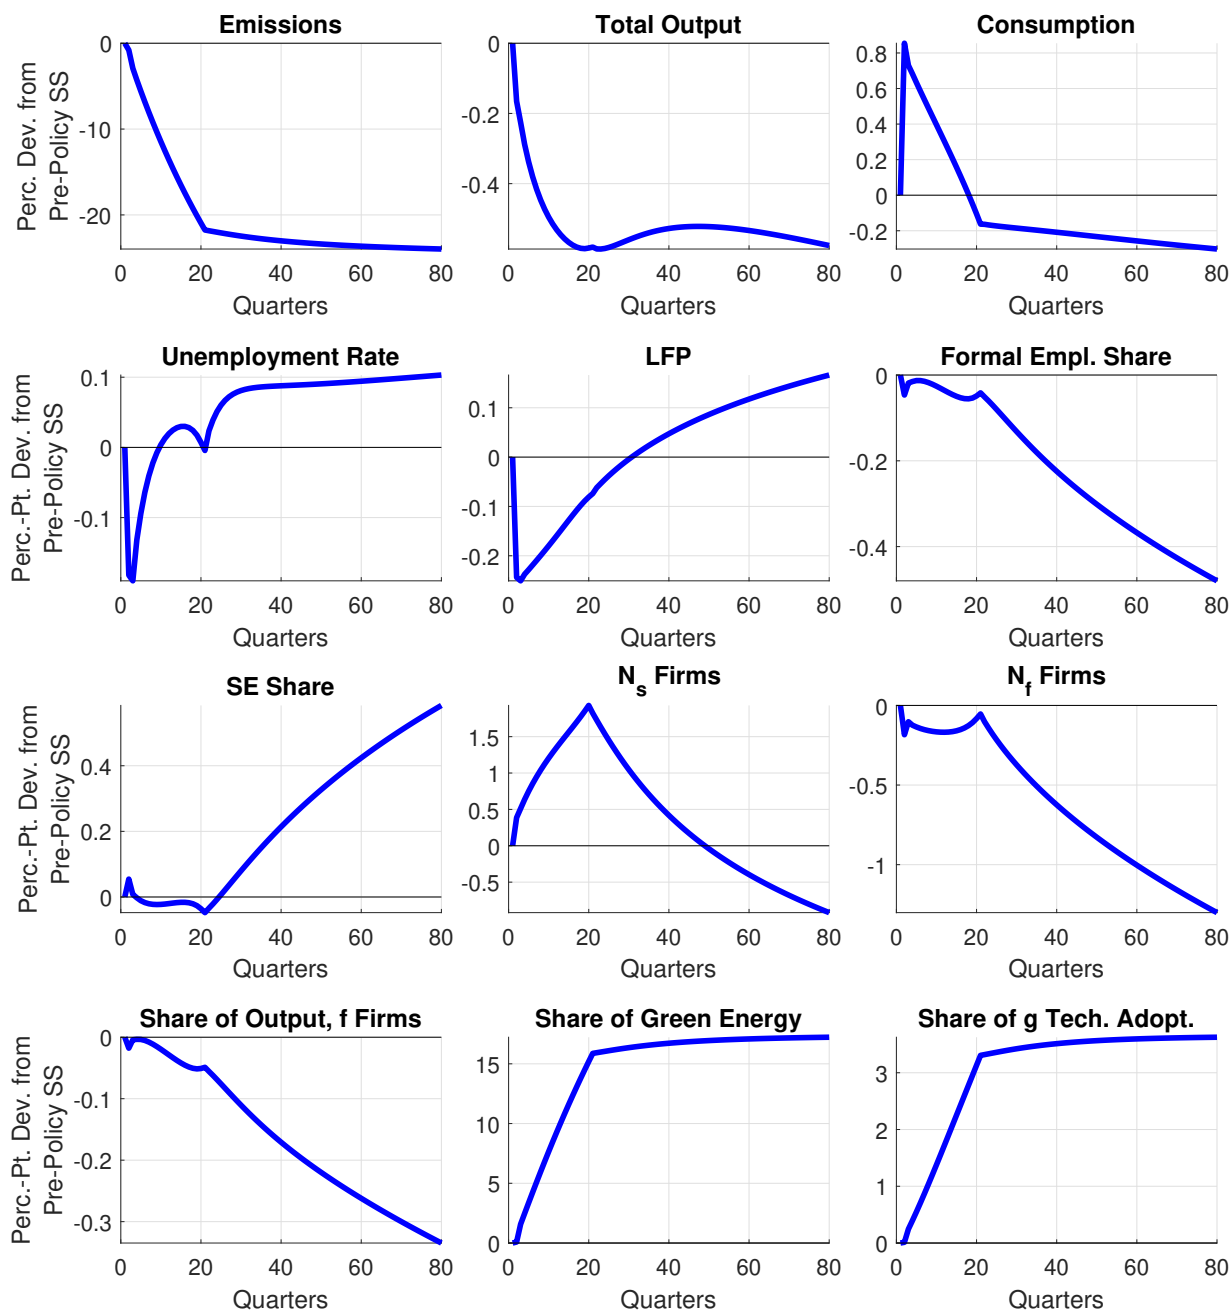 Emissions
Total Output
Consumption
Perc. Dev. from
Pre-Policy SS
0
-10
-20
0 20 40 60 80
Quarters
0
-0.2
-0.4
0 20 40 60 80
Quarters
0.8
0.6
0.4
0.2
0
-0.2
0 20 40 60 80
Quarters
Unemployment Rate
LFP
Formal Empl. Share
Perc.-Pt. Dev. from
Pre-Policy SS
0.1
0
-0.1
0 20 40 60 80
Quarters
0.1
0
-0.1
-0.2
0 20 40 60 80
Quarters
0
-0.2
-0.4
0 20 40 60 80
Quarters
SE Share
N_s Firms
N_f Firms
Perc.-Pt. Dev. from
Pre-Policy SS
0.4
0.2
0
0 20 40 60 80
Quarters
1.5
1
0.5
0
-0.5
0 20 40 60 80
Quarters
0
-0.5
-1
0 20 40 60 80
Quarters
Share of Output, f Firms
Share of Green Energy
Share of g Tech. Adopt.
Perc.-Pt. Dev. from
Pre-Policy SS
0
-0.1
-0.2
-0.3
0 20 40 60 80
Quarters
15
10
5
0
0 20 40 60 80
Quarters
3
2
1
0
0 20 40 60 80
Quarters